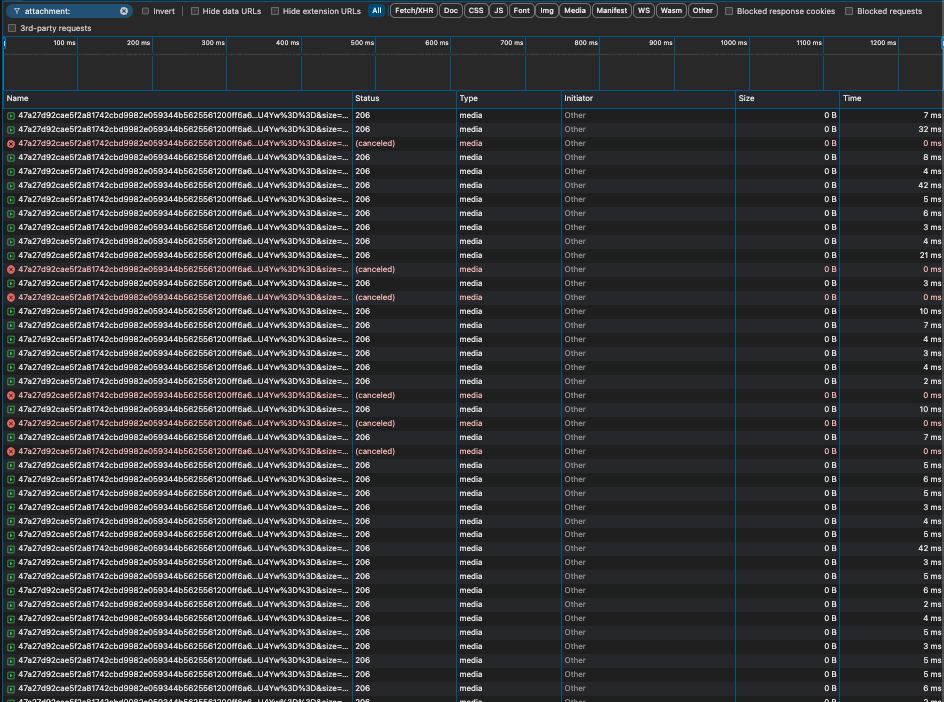 attachment: Invert Hide data URLs Hide extension URLs All Fetch/XHR Doc CSS JS Font Img Media Manifest WS Wasm Other Blocked response cookies Blocked requests
3rd-party requests
100 ms 200 ms 300 ms 400 ms 500 ms 600 ms 700 ms 800 ms 900 ms 1000 ms 1100 ms 1200 ms
Name Status Type Initiator Size Time
47a27d92cae5f2a81742cbd9982e059344b5625561200ff6a6...U4Yw%3D%3D&size=... 206 media Other 0 B 7 ms
47a27d92cae5f2a81742cbd9982e059344b5625561200ff6a6...U4Yw%3D%3D&size=... 206 media Other 0 B 32 ms
47a27d92cae5f2a81742cbd9982e059344b5625561200ff6a6...U4Yw%3D%3D&size=... (canceled) media Other 0 B 0 ms
47a27d92cae5f2a81742cbd9982e059344b5625561200ff6a6...U4Yw%3D%3D&size=... 206 media Other 0 B 8 ms
47a27d92cae5f2a81742cbd9982e059344b5625561200ff6a6...U4Yw%3D%3D&size=... 206 media Other 0 B 4 ms
47a27d92cae5f2a81742cbd9982e059344b5625561200ff6a6...U4Yw%3D%3D&size=... 206 media Other 0 B 42 ms
47a27d92cae5f2a81742cbd9982e059344b5625561200ff6a6...U4Yw%3D%3D&size=... 206 media Other 0 B 5 ms
47a27d92cae5f2a81742cbd9982e059344b5625561200ff6a6...U4Yw%3D%3D&size=... 206 media Other 0 B 6 ms
47a27d92cae5f2a81742cbd9982e059344b5625561200ff6a6...U4Yw%3D%3D&size=... 206 media Other 0 B 3 ms
47a27d92cae5f2a81742cbd9982e059344b5625561200ff6a6...U4Yw%3D%3D&size=... 206 media Other 0 B 4 ms
47a27d92cae5f2a81742cbd9982e059344b5625561200ff6a6...U4Yw%3D%3D&size=... 206 media Other 0 B 21 ms
47a27d92cae5f2a81742cbd9982e059344b5625561200ff6a6...U4Yw%3D%3D&size=... (canceled) media Other 0 B 0 ms
47a27d92cae5f2a81742cbd9982e059344b5625561200ff6a6...U4Yw%3D%3D&size=... 206 media Other 0 B 3 ms
47a27d92cae5f2a81742cbd9982e059344b5625561200ff6a6...U4Yw%3D%3D&size=... (canceled) media Other 0 B 0 ms
47a27d92cae5f2a81742cbd9982e059344b5625561200ff6a6...U4Yw%3D%3D&size=... 206 media Other 0 B 10 ms
47a27d92cae5f2a81742cbd9982e059344b5625561200ff6a6...U4Yw%3D%3D&size=... 206 media Other 0 B 7 ms
47a27d92cae5f2a81742cbd9982e059344b5625561200ff6a6...U4Yw%3D%3D&size=... 206 media Other 0 B 4 ms
47a27d92cae5f2a81742cbd9982e059344b5625561200ff6a6...U4Yw%3D%3D&size=... 206 media Other 0 B 3 ms
47a27d92cae5f2a81742cbd9982e059344b5625561200ff6a6...U4Yw%3D%3D&size=... 206 media Other 0 B 4 ms
47a27d92cae5f2a81742cbd9982e059344b5625561200ff6a6...U4Yw%3D%3D&size=... 206 media Other 0 B 2 ms
47a27d92cae5f2a81742cbd9982e059344b5625561200ff6a6...U4Yw%3D%3D&size=... (canceled) media Other 0 B 0 ms
47a27d92cae5f2a81742cbd9982e059344b5625561200ff6a6...U4Yw%3D%3D&size=... 206 media Other 0 B 10 ms
47a27d92cae5f2a81742cbd9982e059344b5625561200ff6a6...U4Yw%3D%3D&size=... (canceled) media Other 0 B 0 ms
47a27d92cae5f2a81742cbd9982e059344b5625561200ff6a6...U4Yw%3D%3D&size=... 206 media Other 0 B 7 ms
47a27d92cae5f2a81742cbd9982e059344b5625561200ff6a6...U4Yw%3D%3D&size=... (canceled) media Other 0 B 0 ms
47a27d92cae5f2a81742cbd9982e059344b5625561200ff6a6...U4Yw%3D%3D&size=... 206 media Other 0 B 5 ms
47a27d92cae5f2a81742cbd9982e059344b5625561200ff6a6...U4Yw%3D%3D&size=... 206 media Other 0 B 6 ms
47a27d92cae5f2a81742cbd9982e059344b5625561200ff6a6...U4Yw%3D%3D&size=... 206 media Other 0 B 5 ms
47a27d92cae5f2a81742cbd9982e059344b5625561200ff6a6...U4Yw%3D%3D&size=... 206 media Other 0 B 3 ms
47a27d92cae5f2a81742cbd9982e059344b5625561200ff6a6...U4Yw%3D%3D&size=... 206 media Other 0 B 4 ms
47a27d92cae5f2a81742cbd9982e059344b5625561200ff6a6...U4Yw%3D%3D&size=... 206 media Other 0 B 5 ms
47a27d92cae5f2a81742cbd9982e059344b5625561200ff6a6...U4Yw%3D%3D&size=... 206 media Other 0 B 42 ms
47a27d92cae5f2a81742cbd9982e059344b5625561200ff6a6...U4Yw%3D%3D&size=... 206 media Other 0 B 3 ms
47a27d92cae5f2a81742cbd9982e059344b5625561200ff6a6...U4Yw%3D%3D&size=... 206 media Other 0 B 5 ms
47a27d92cae5f2a81742cbd9982e059344b5625561200ff6a6...U4Yw%3D%3D&size=... 206 media Other 0 B 6 ms
47a27d92cae5f2a81742cbd9982e059344b5625561200ff6a6...U4Yw%3D%3D&size=... 206 media Other 0 B 2 ms
47a27d92cae5f2a81742cbd9982e059344b5625561200ff6a6...U4Yw%3D%3D&size=... 206 media Other 0 B 4 ms
47a27d92cae5f2a81742cbd9982e059344b5625561200ff6a6...U4Yw%3D%3D&size=... 206 media Other 0 B 5 ms
47a27d92cae5f2a81742cbd9982e059344b5625561200ff6a6...U4Yw%3D%3D&size=... 206 media Other 0 B 3 ms
47a27d92cae5f2a81742cbd9982e059344b5625561200ff6a6...U4Yw%3D%3D&size=... 206 media Other 0 B 5 ms
47a27d92cae5f2a81742cbd9982e059344b5625561200ff6a6...U4Yw%3D%3D&size=... 206 media Other 0 B 5 ms
47a27d92cae5f2a81742cbd9982e059344b5625561200ff6a6...U4Yw%3D%3D&size=... 206 media Other 0 B 6 ms